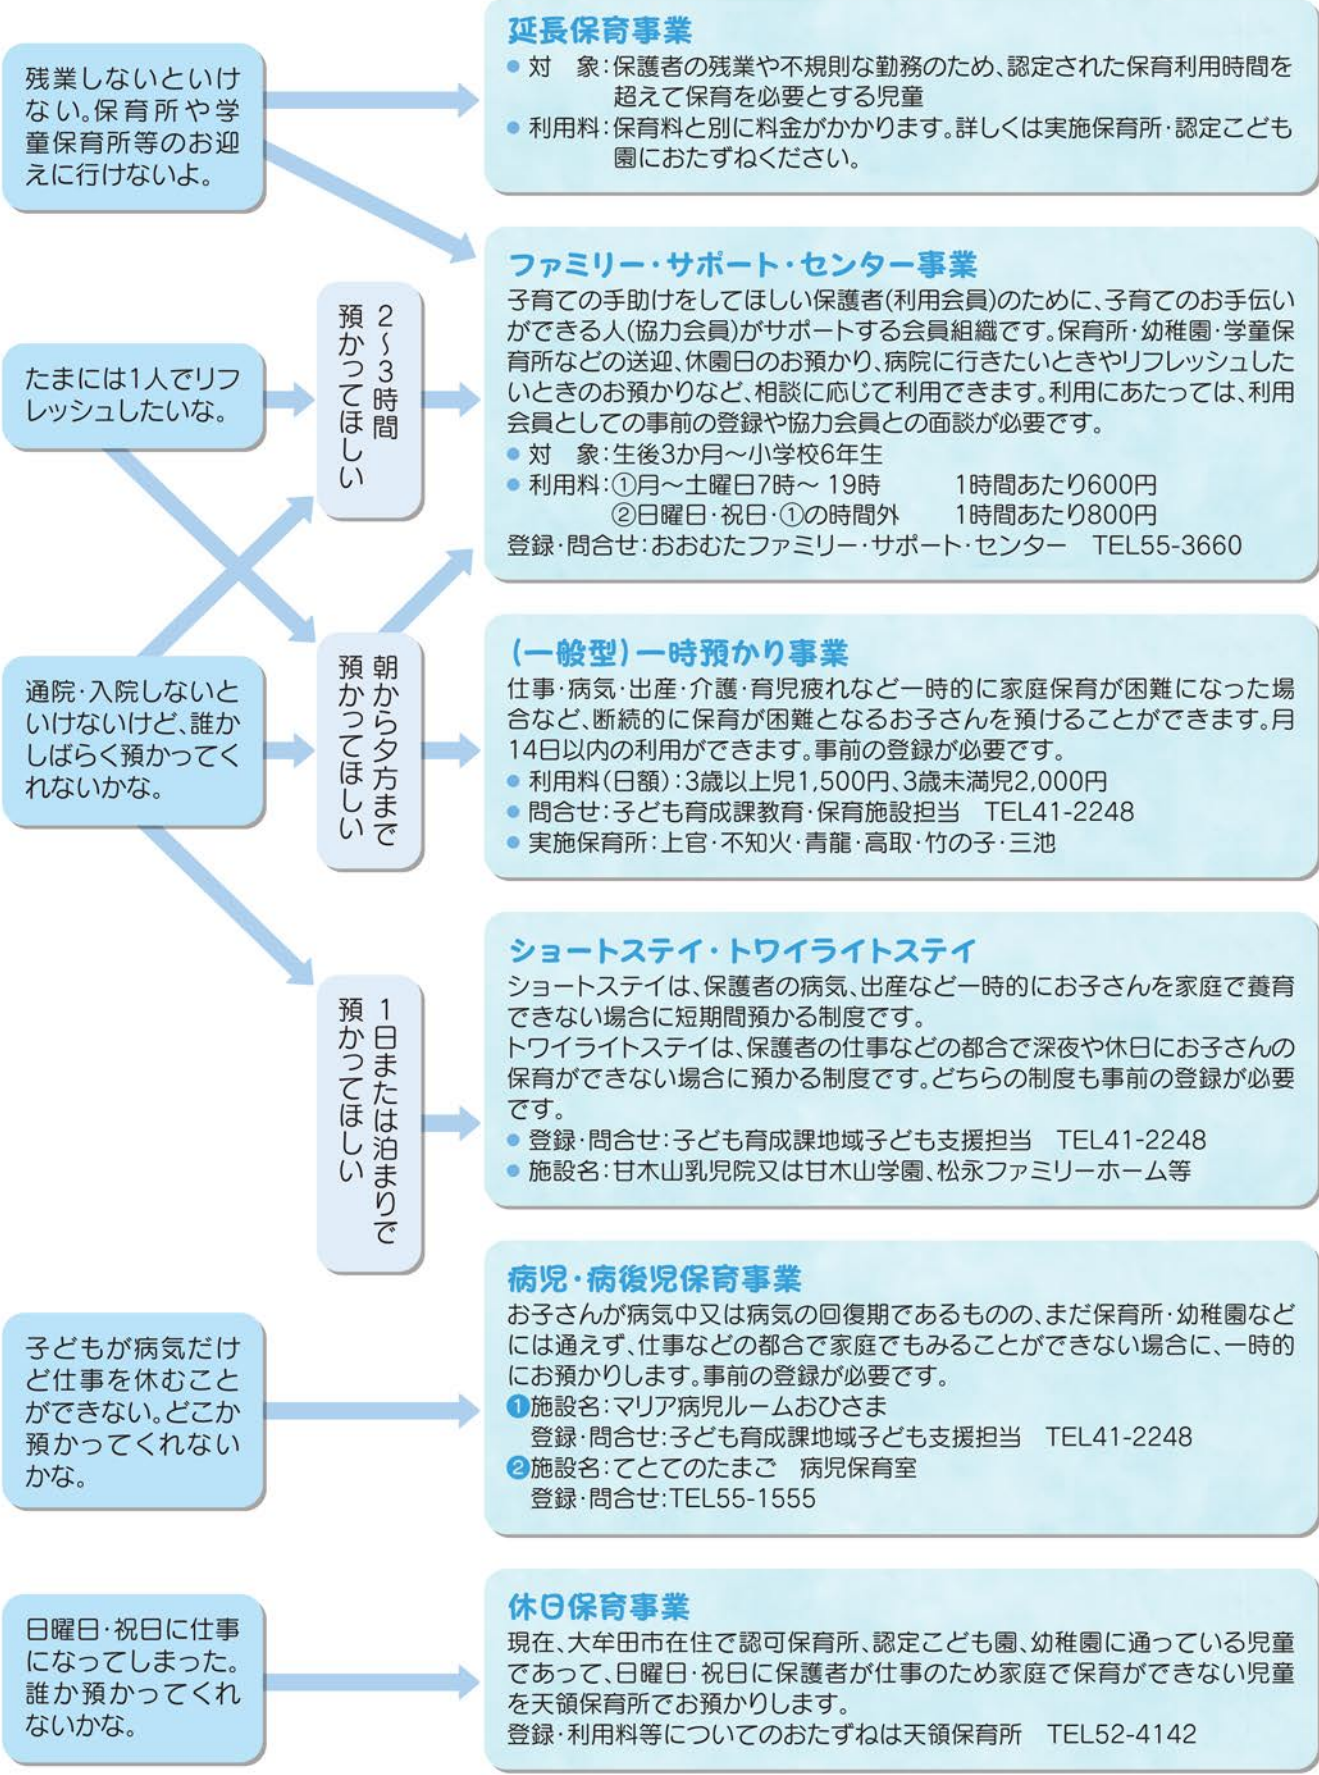 残業しないといけ
ない。保育所や学
童保育所等のお迎
えに行けないよ。
延長保育事業
● 対　象:保護者の残業や不規則な勤務のため、認定された保育利用時間を
超えて保育を必要とする児童
● 利用料:保育料と別に料金がかかります。詳しくは実施保育所・認定こども
園におたずねください。
たまには1人でリフ
レッシュしたいな。
2〜3時間
預かってほしい
ファミリー・サポート・センター事業
子育ての手助けをしてほしい保護者(利用会員)のために、子育てのお手伝い
ができる人(協力会員)がサポートする会員組織です。保育所・幼稚園・学童保
育所などの送迎、休園日のお預かり、病院に行きたいときやリフレッシュした
いときのお預かりなど、相談に応じて利用できます。利用にあたっては、利用
会員としての事前の登録や協力会員との面談が必要です。
● 対　象:生後3か月〜小学校6年生
● 利用料:①月〜土曜日7時〜 19時　　　1時間あたり600円
②日曜日・祝日・①の時間外　　1時間あたり800円
登録・問合せ:おおむたファミリー・サポート・センター　TEL55-3660
通院・入院しないと
いけないけど、誰か
しばらく預かってく
れないかな。
朝から夕方まで
預かってほしい
(一般型)一時預かり事業
仕事・病気・出産・介護・育児疲れなど一時的に家庭保育が困難になった場
合など、断続的に保育が困難となるお子さんを預けることができます。月
14日以内の利用ができます。事前の登録が必要です。
● 利用料(日額):3歳以上児1,500円、3歳未満児2,000円
● 問合せ:子ども育成課教育・保育施設担当　TEL41-2248
● 実施保育所:上官・不知火・青龍・高取・竹の子・三池
1日または泊まりで
預かってほしい
ショートステイ・トワイライトステイ
ショートステイは、保護者の病気、出産など一時的にお子さんを家庭で養育
できない場合に短期間預かる制度です。
トワイライトステイは、保護者の仕事などの都合で深夜や休日にお子さんの
保育ができない場合に預かる制度です。どちらの制度も事前の登録が必要
です。
● 登録・問合せ:子ども育成課地域子ども支援担当　TEL41-2248
● 施設名:甘木山乳児院又は甘木山学園、松永ファミリーホーム等
子どもが病気だけ
ど仕事を休むこと
ができない。どこか
預かってくれない
かな。
病児・病後児保育事業
お子さんが病気中又は病気の回復期であるものの、まだ保育所・幼稚園など
には通えず、仕事などの都合で家庭でもみることができない場合に、一時的
にお預かりします。事前の登録が必要です。
❶施設名:マリア病児ルームおひさま
登録・問合せ:子ども育成課地域子ども支援担当　TEL41-2248
❷施設名:てとてのたまご　病児保育室
登録・問合せ:TEL55-1555
日曜日・祝日に仕事
になってしまった。
誰か預かってくれ
ないかな。
休日保育事業
現在、大牟田市在住で認可保育所、認定こども園、幼稚園に通っている児童
であって、日曜日・祝日に保護者が仕事のため家庭で保育ができない児童
を天領保育所でお預かりします。
登録・利用料等についてのおたずねは天領保育所　TEL52-4142